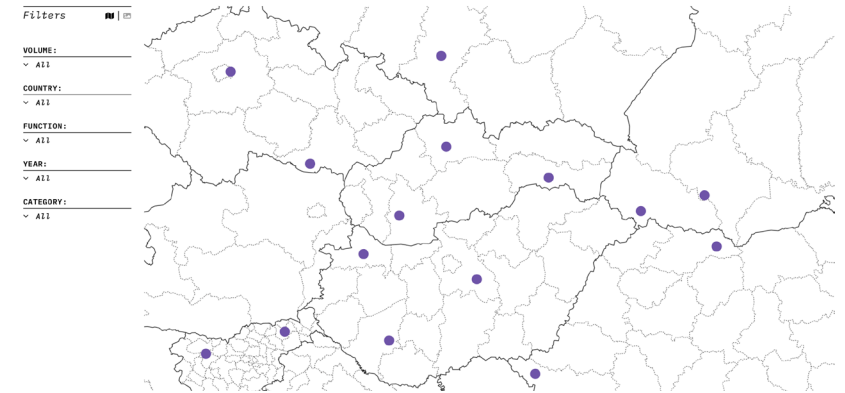 Filters
VOLUME:
All
COUNTRY:
All
FUNCTION:
All
YEAR:
All
CATEGORY:
All